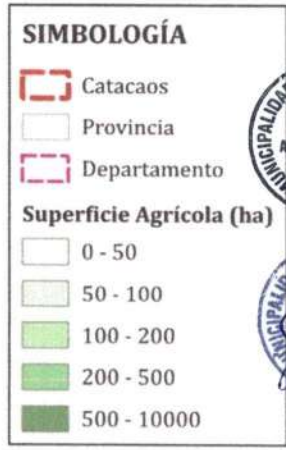 SIMBOLOGÍA
Catacaos
Provincia
Departamento
Superficie Agrícola (ha)
0 - 50
50 - 100
100 - 200
200 - 500
500 - 10000